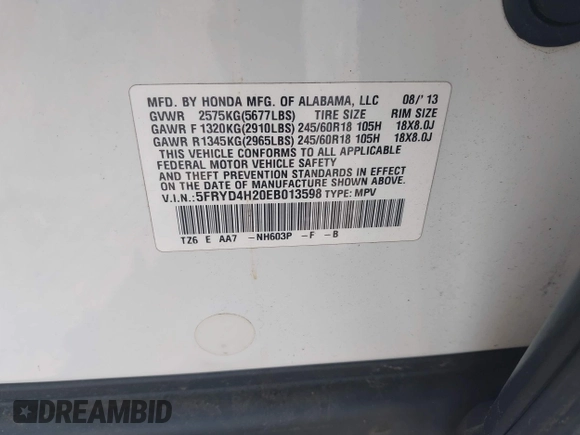 MFD. BY HONDA MFG. OF ALABAMA, LLC 08/'13
GVWR 2575KG(5677LBS) TIRE SIZE RIM SIZE
GAWR F 1320KG(2910LBS) 245/60R18 105H 18X8.0J
GAWR R 1345KG(2965LBS) 245/60R18 105H 18X8.0J
THIS VEHICLE CONFORMS TO ALL APPLICABLE
FEDERAL MOTOR VEHICLE SAFETY
AND THEFT PREVENTION STANDARDS IN EFFECT
ON THE DATE OF MANUFACTURE SHOWN ABOVE.
V.I.N.:5FRYD4H20EB013598 TYPE: MPV
TZ6 E AA7 -NH603P -F -B
DREAMBID